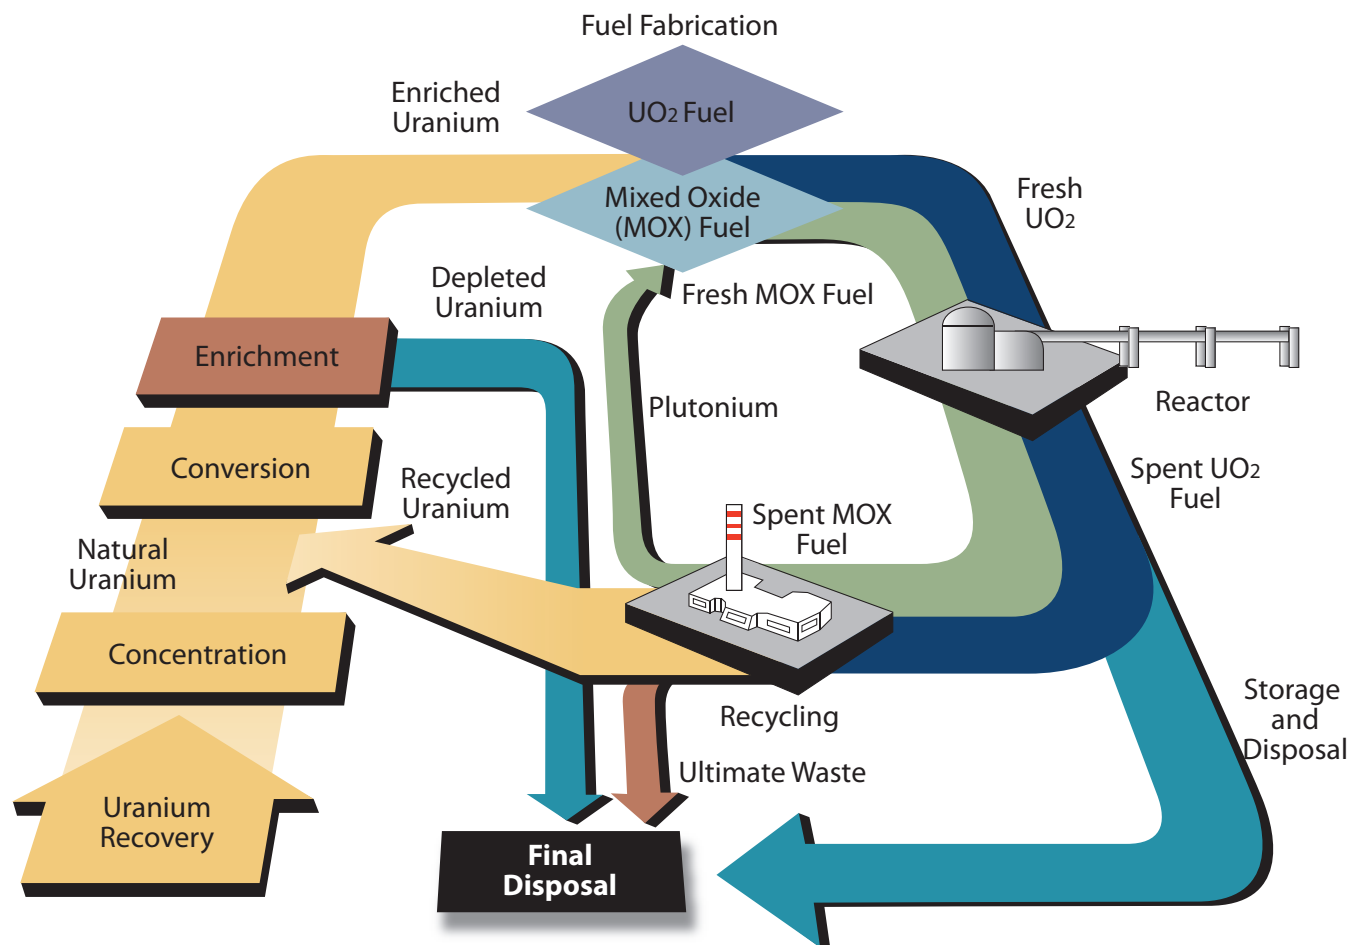 Fuel Fabrication
UO2 Fuel
Enriched
Uranium
Mixed Oxide
(MOX) Fuel
Fresh
UO2
Depleted
Uranium
Fresh MOX Fuel
Enrichment
Plutonium
Reactor
Conversion
Recycled
Uranium
Spent UO2
Fuel
Spent MOX
Fuel
Natural
Uranium
Concentration
Recycling
Storage
and
Disposal
Ultimate Waste
Uranium
Recovery
Final
Disposal